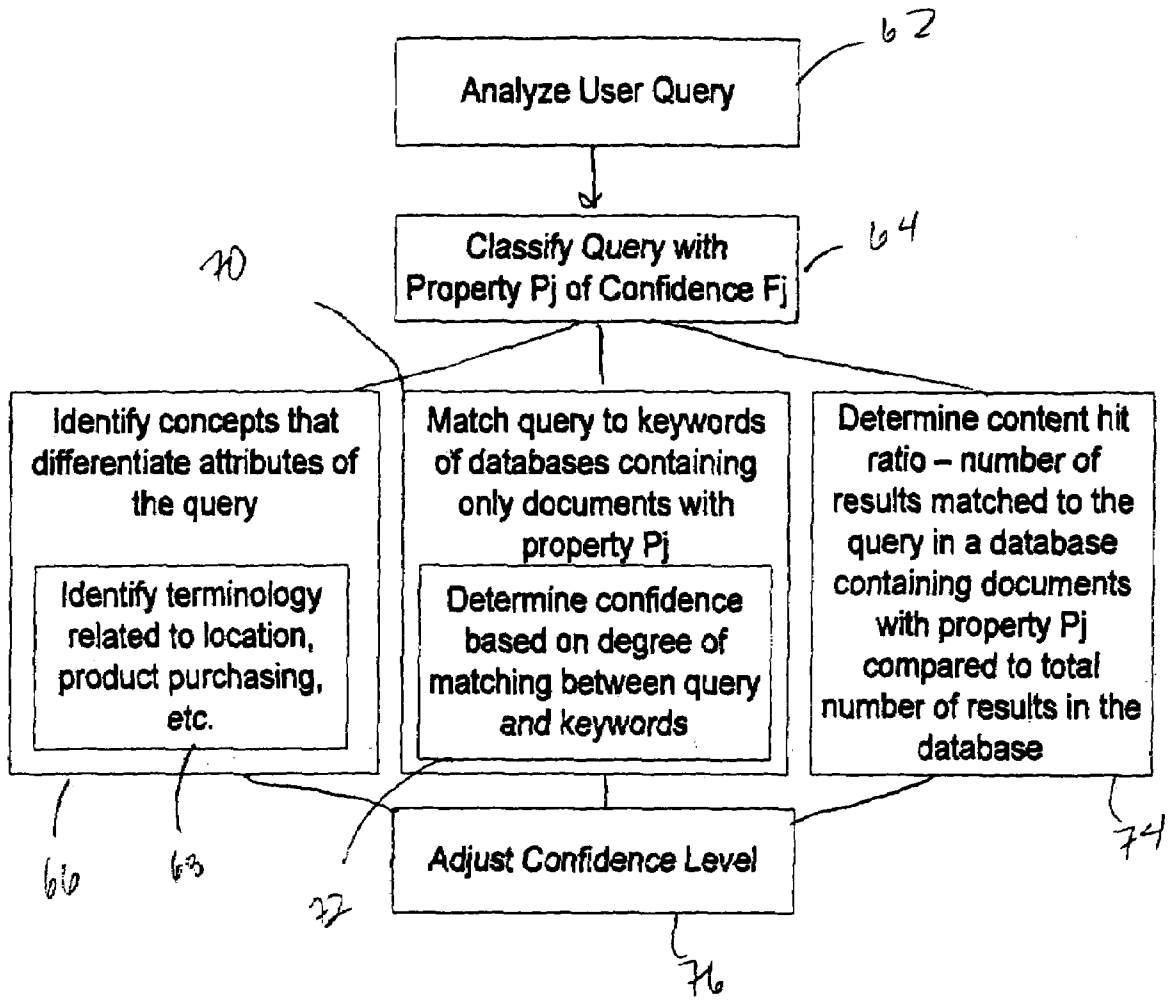 62
Analyze User Query
64
Classify Query with
Property Pj of Confidence Fj
70
Identify concepts that
differentiate attributes of
the query
Identify terminology
related to location,
product purchasing,
etc.
66
68
Match query to keywords
of databases containing
only documents with
property Pj
Determine confidence
based on degree of
matching between query
and keywords
72
Determine content hit
ratio – number of
results matched to the
query in a database
containing documents
with property Pj
compared to total
number of results in the
database
74
Adjust Confidence Level
76